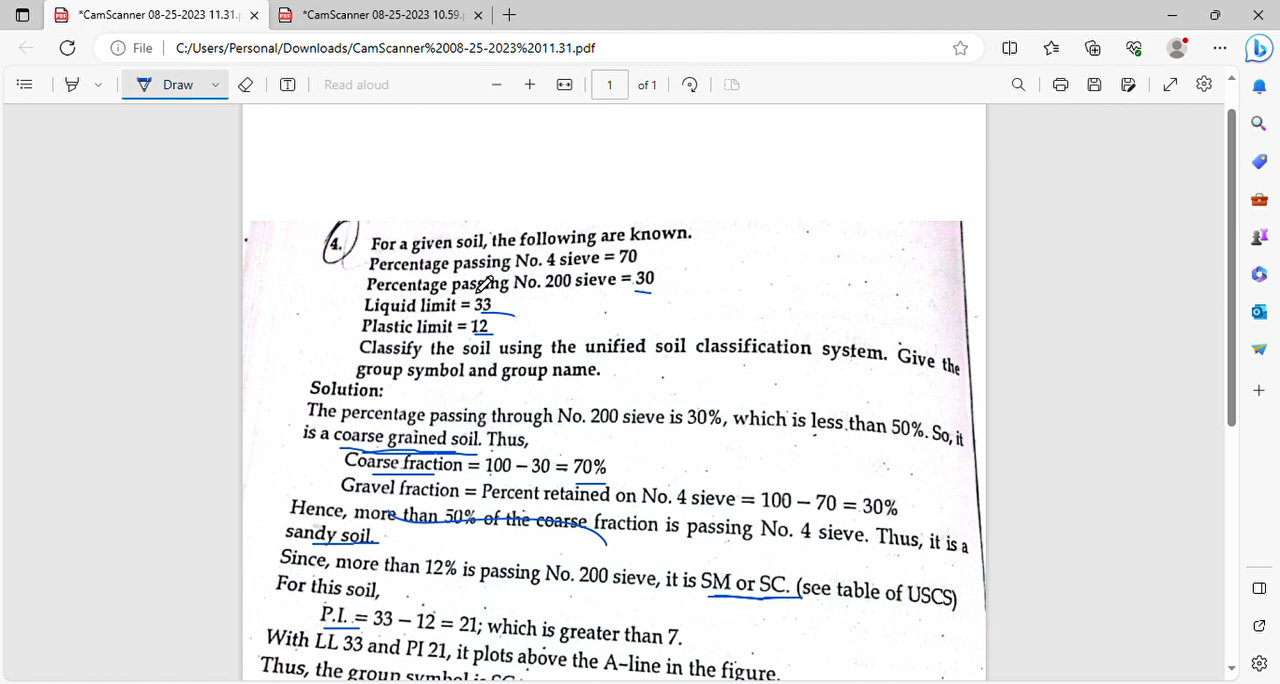 *CamScanner 08-25-2023 11.31.
*CamScanner 08-25-2023 10.59.
File
C:/Users/Personal/Downloads/CamScanner%2008-25-2023%2011.31.pdf
Draw
Read aloud
1
of 1
4. For a given soil, the following are known.
Percentage passing No. 4 sieve = 70
Percentage passing No. 200 sieve = 30
Liquid limit = 33
Plastic limit = 12
Classify the soil using the unified soil classification system. Give the
group symbol and group name.
Solution:
The percentage passing through No. 200 sieve is 30%, which is less than 50%. So, it
is a coarse grained soil. Thus,
Coarse fraction = 100 – 30 = 70%
Gravel fraction = Percent retained on No. 4 sieve = 100 – 70 = 30%
Hence, more than 50% of the coarse fraction is passing No. 4 sieve. Thus, it is a
sandy soil.
Since, more than 12% is passing No. 200 sieve, it is SM or SC. (see table of USCS)
For this soil,
P.I. = 33 – 12 = 21; which is greater than 7.
With LL 33 and PI 21, it plots above the A–line in the figure.
Thus, the group symbol is SC